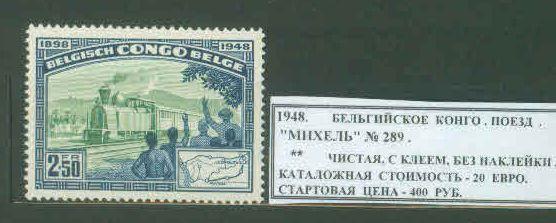 1898 1948
BELGISCH CONGO BELGE
FR
2.50
1948. БЕЛЬГИЙСКОЕ КОНГО . ПОЕЗД .
"МИХЕЛЬ" № 289 .
** ЧИСТАЯ, С КЛЕЕМ, БЕЗ НАКЛЕЙКИ .
КАТАЛОЖНАЯ СТОИМОСТЬ - 20 ЕВРО.
СТАРТОВАЯ ЦЕНА - 400 РУБ.